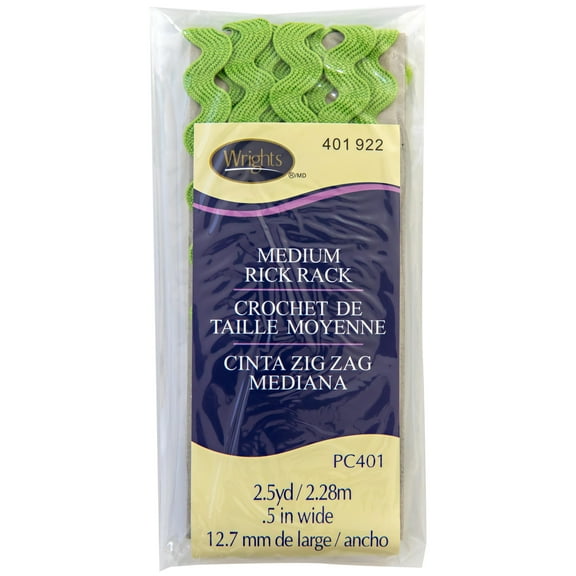 Wrights
®/MD
401 922
MEDIUM
RICK RACK
CROCHET DE
TAILLE MOYENNE
CINTA ZIG ZAG
MEDIANA
PC401
2.5yd / 2.28m
.5 in wide
12.7 mm de large / ancho